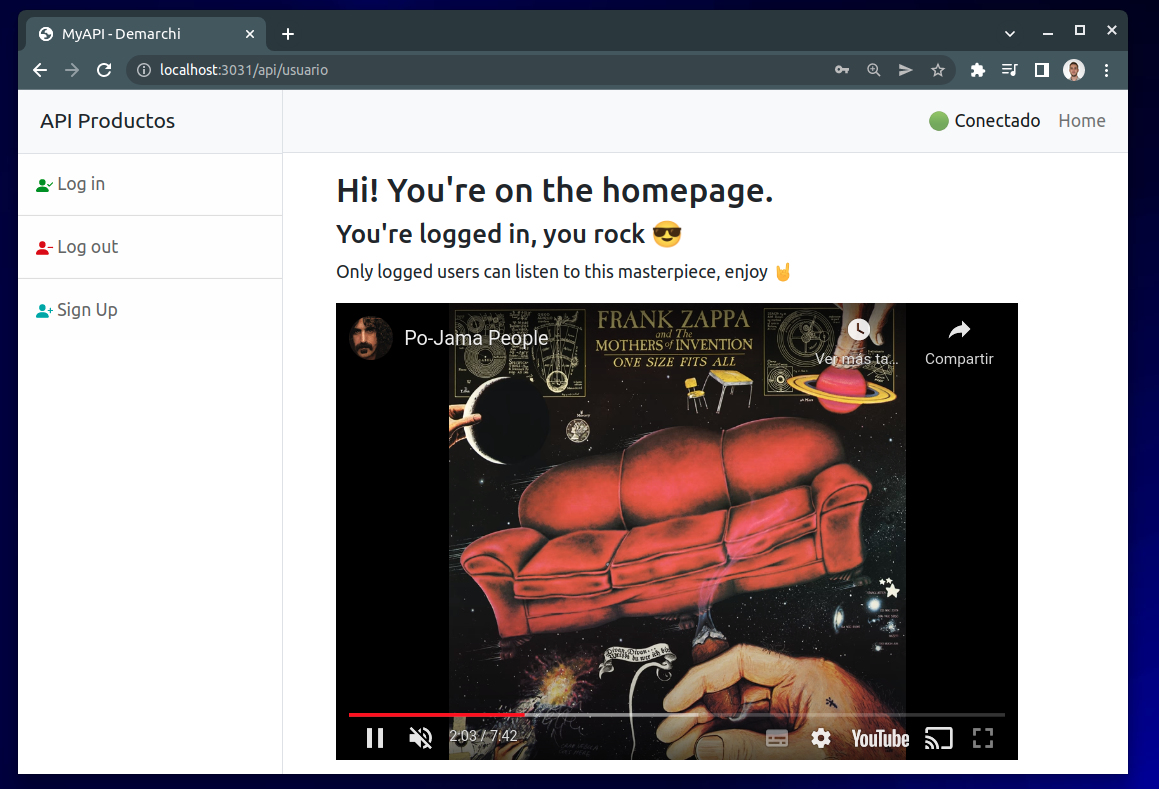 MyAPI - Demarchi
localhost:3031/api/usuario
API Productos
Conectado Home
Log in
Log out
Sign Up
Hi! You're on the homepage.
You're logged in, you rock 😎
Only logged users can listen to this masterpiece, enjoy 🤘
Po-Jama People
FRANK ZAPPA
and The
MOTHERS of INVENTION
ONE SIZE FITS ALL
Ver más ta...
Compartir
Divan, Divan...
2:03 / 7:42
YouTube